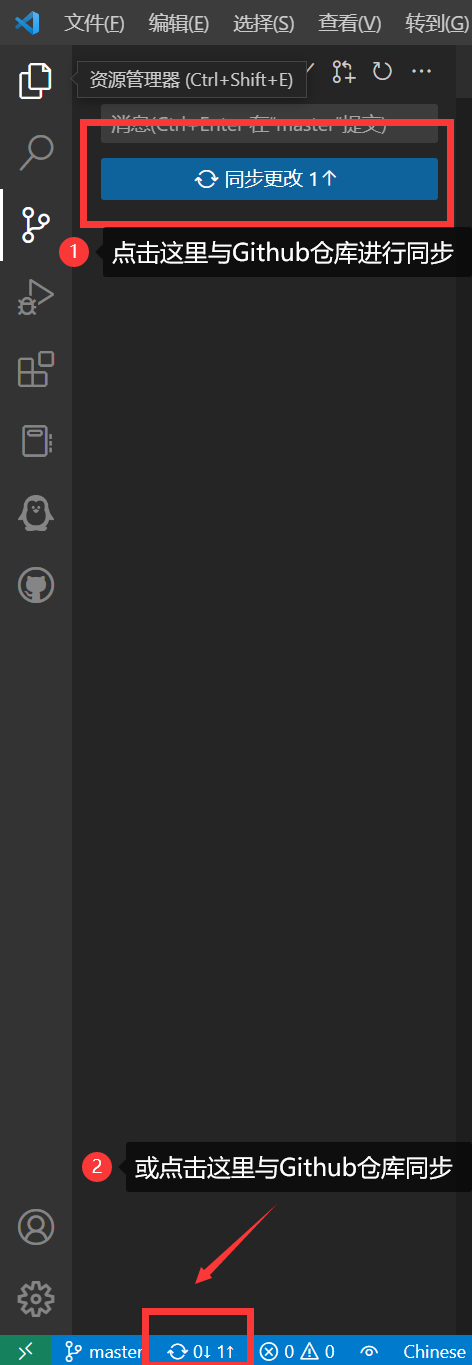 文件(F) 编辑(E) 选择(S) 查看(V) 转到(G)
资源管理器 (Ctrl+Shift+E)
消息(Ctrl+Enter 在"master"提交)
同步更改 1↑
1 点击这里与Github仓库进行同步
2 或点击这里与Github仓库同步
master 0↓ 1↑ 0 0 Chinese